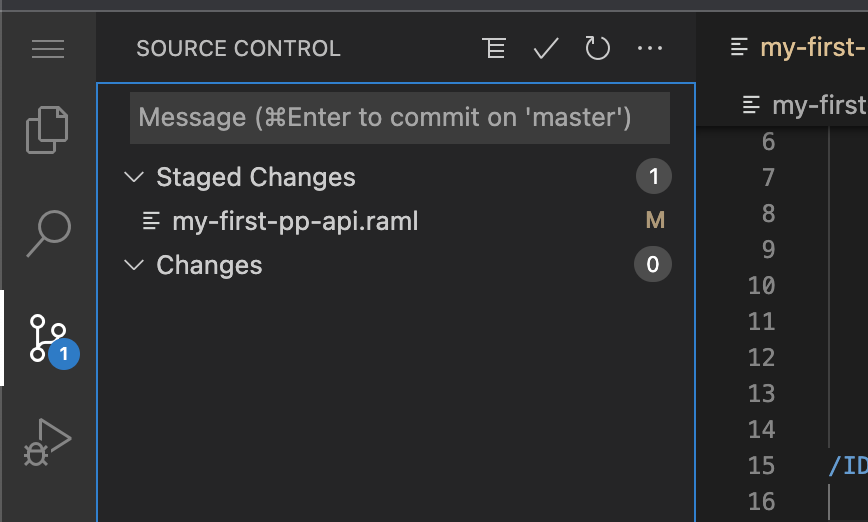 SOURCE CONTROL
Message (⌘Enter to commit on 'master')
Staged Changes 1
my-first-pp-api.raml M
Changes 0
1
my-first-
my-first
6
7
8
9
10
11
12
13
14
15 /ID
16